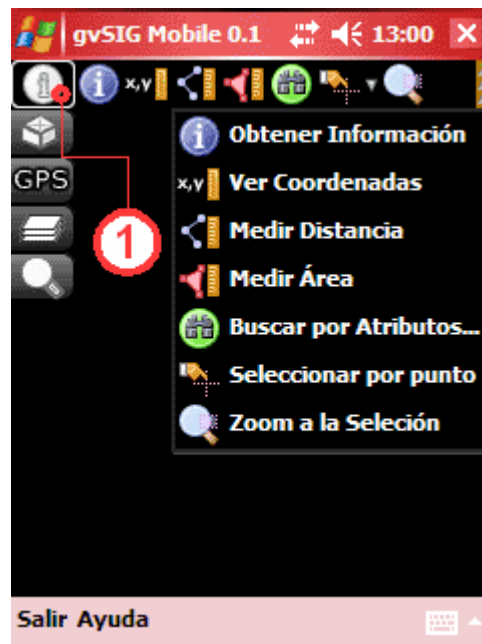 gvSIG Mobile 0.1 13:00
x,y
GPS
1
Obtener Información
x,y Ver Coordenadas
Medir Distancia
Medir Área
Buscar por Atributos...
Seleccionar por punto
Zoom a la Seleción
Salir Ayuda